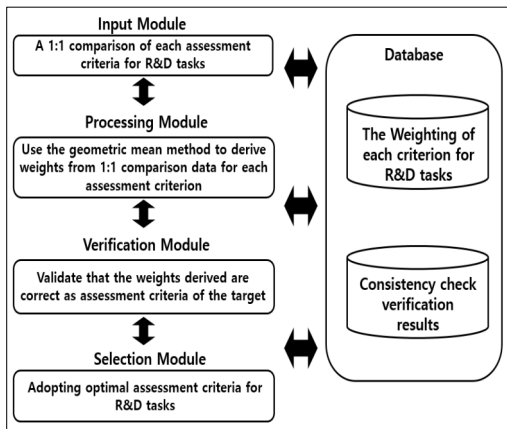 Input Module
A 1:1 comparison of each assessment
criteria for R&D tasks
Processing Module
Use the geometric mean method to derive
weights from 1:1 comparison data for each
assessment criterion
Verification Module
Validate that the weights derived are
correct as assessment criteria of the target
Selection Module
Adopting optimal assessment criteria for
R&D tasks
Database
The Weighting of
each criterion for
R&D tasks
Consistency check
verification
results